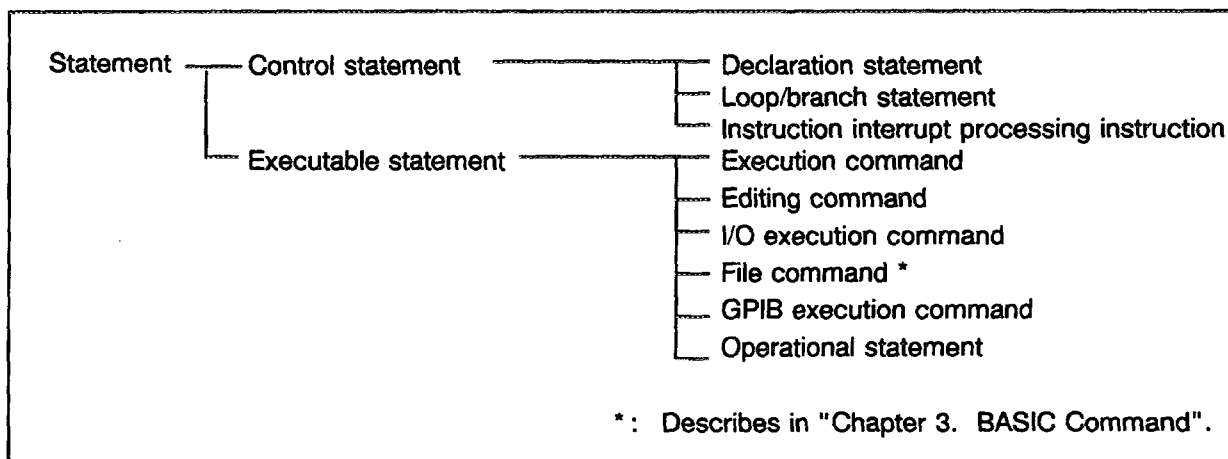 Statement Control statement Declaration statement
Loop/branch statement
Instruction interrupt processing instruction
Executable statement Execution command
Editing command
I/O execution command
File command *
GPIB execution command
Operational statement
* : Describes in "Chapter 3. BASIC Command".